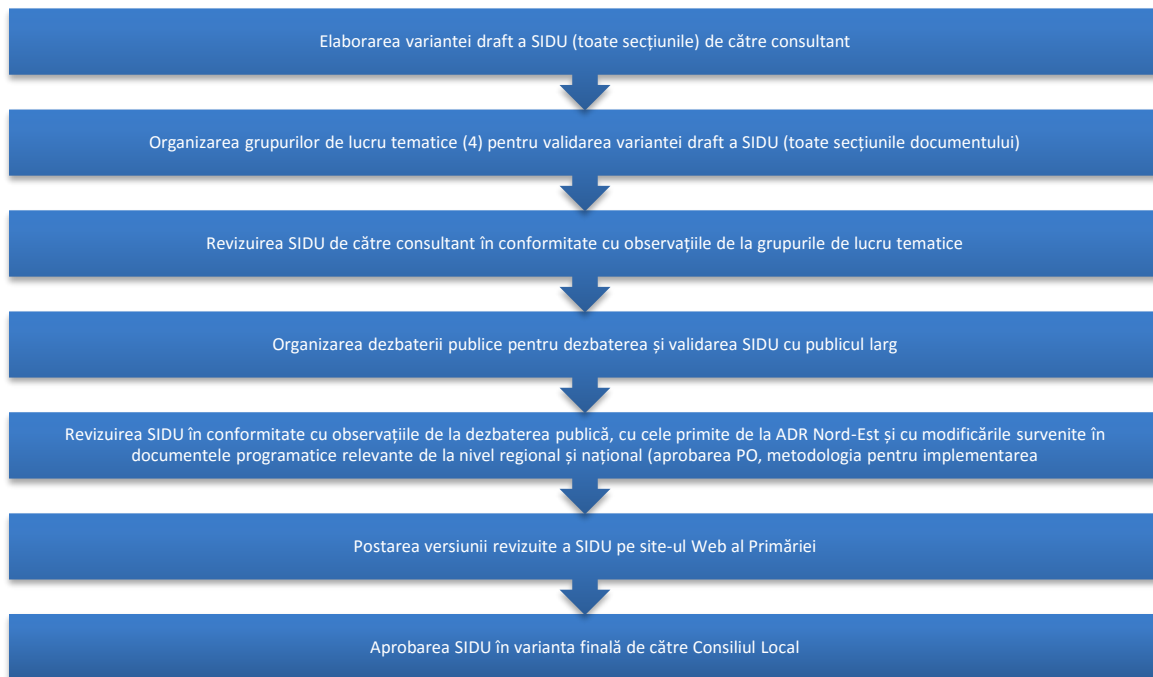 Elaborarea variantei draft a SIDU (toate secțiunile) de către consultant
Organizarea grupurilor de lucru tematice (4) pentru validarea variantei draft a SIDU (toate secțiunile documentului)
Revizuirea SIDU de către consultant în conformitate cu observațiile de la grupurile de lucru tematice
Organizarea dezbaterii publice pentru dezbaterea și validarea SIDU cu publicul larg
Revizuirea SIDU în conformitate cu observațiile de la dezbaterea publică, cu cele primite de la ADR Nord-Est și cu modificările survenite în
documentele programatice relevante de la nivel regional și național (aprobarea PO, metodologia pentru implementarea
Postarea versiunii revizuite a SIDU pe site-ul Web al Primăriei
Aprobarea SIDU în varianta finală de către Consiliul Local